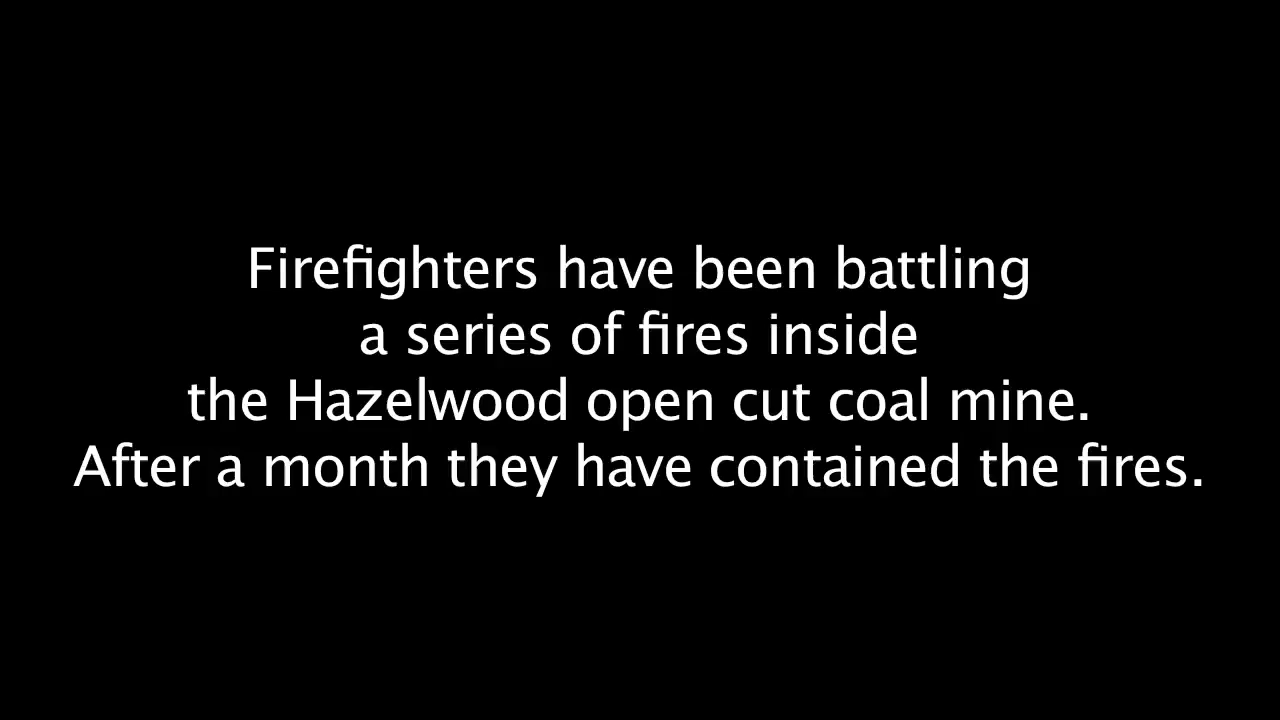 Firefighters have been battling
a series of fires inside
the Hazelwood open cut coal mine.
After a month they have contained the fires.